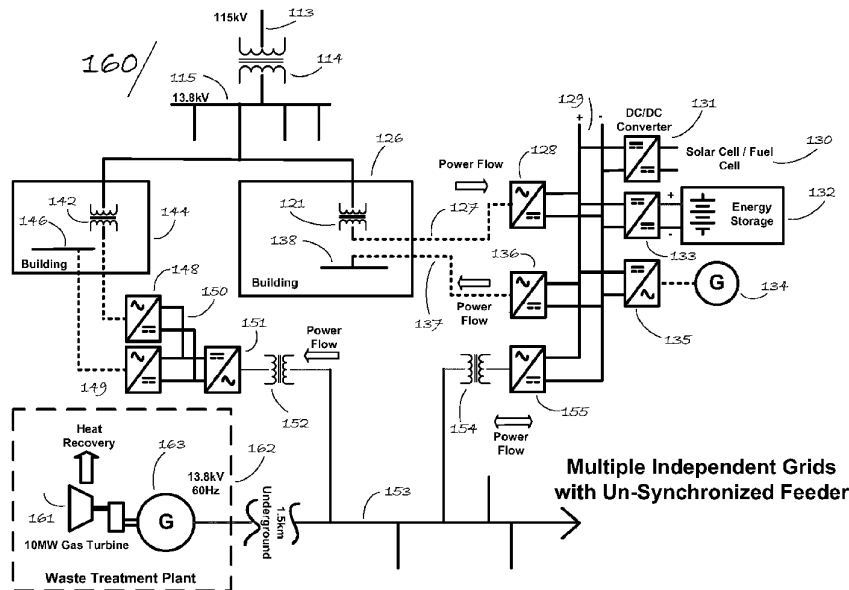 115kV
113
160
114
115
13.8kV
129
+
-
DC/DC
Converter
131
126
128
Solar Cell / Fuel
Cell
130
Power Flow
142
146
144
121
127
+
-
Energy
Storage
132
138
136
133
Building
Building
148
150
137
Power
Flow
G
134
135
151
149
Power
Flow
152
154
155
Power
Flow
Heat
Recovery
163
13.8kV
60Hz
162
161
G
10MW Gas Turbine
Waste Treatment Plant
Underground
1.5km
153
Multiple Independent Grids
with Un-Synchronized Feeder